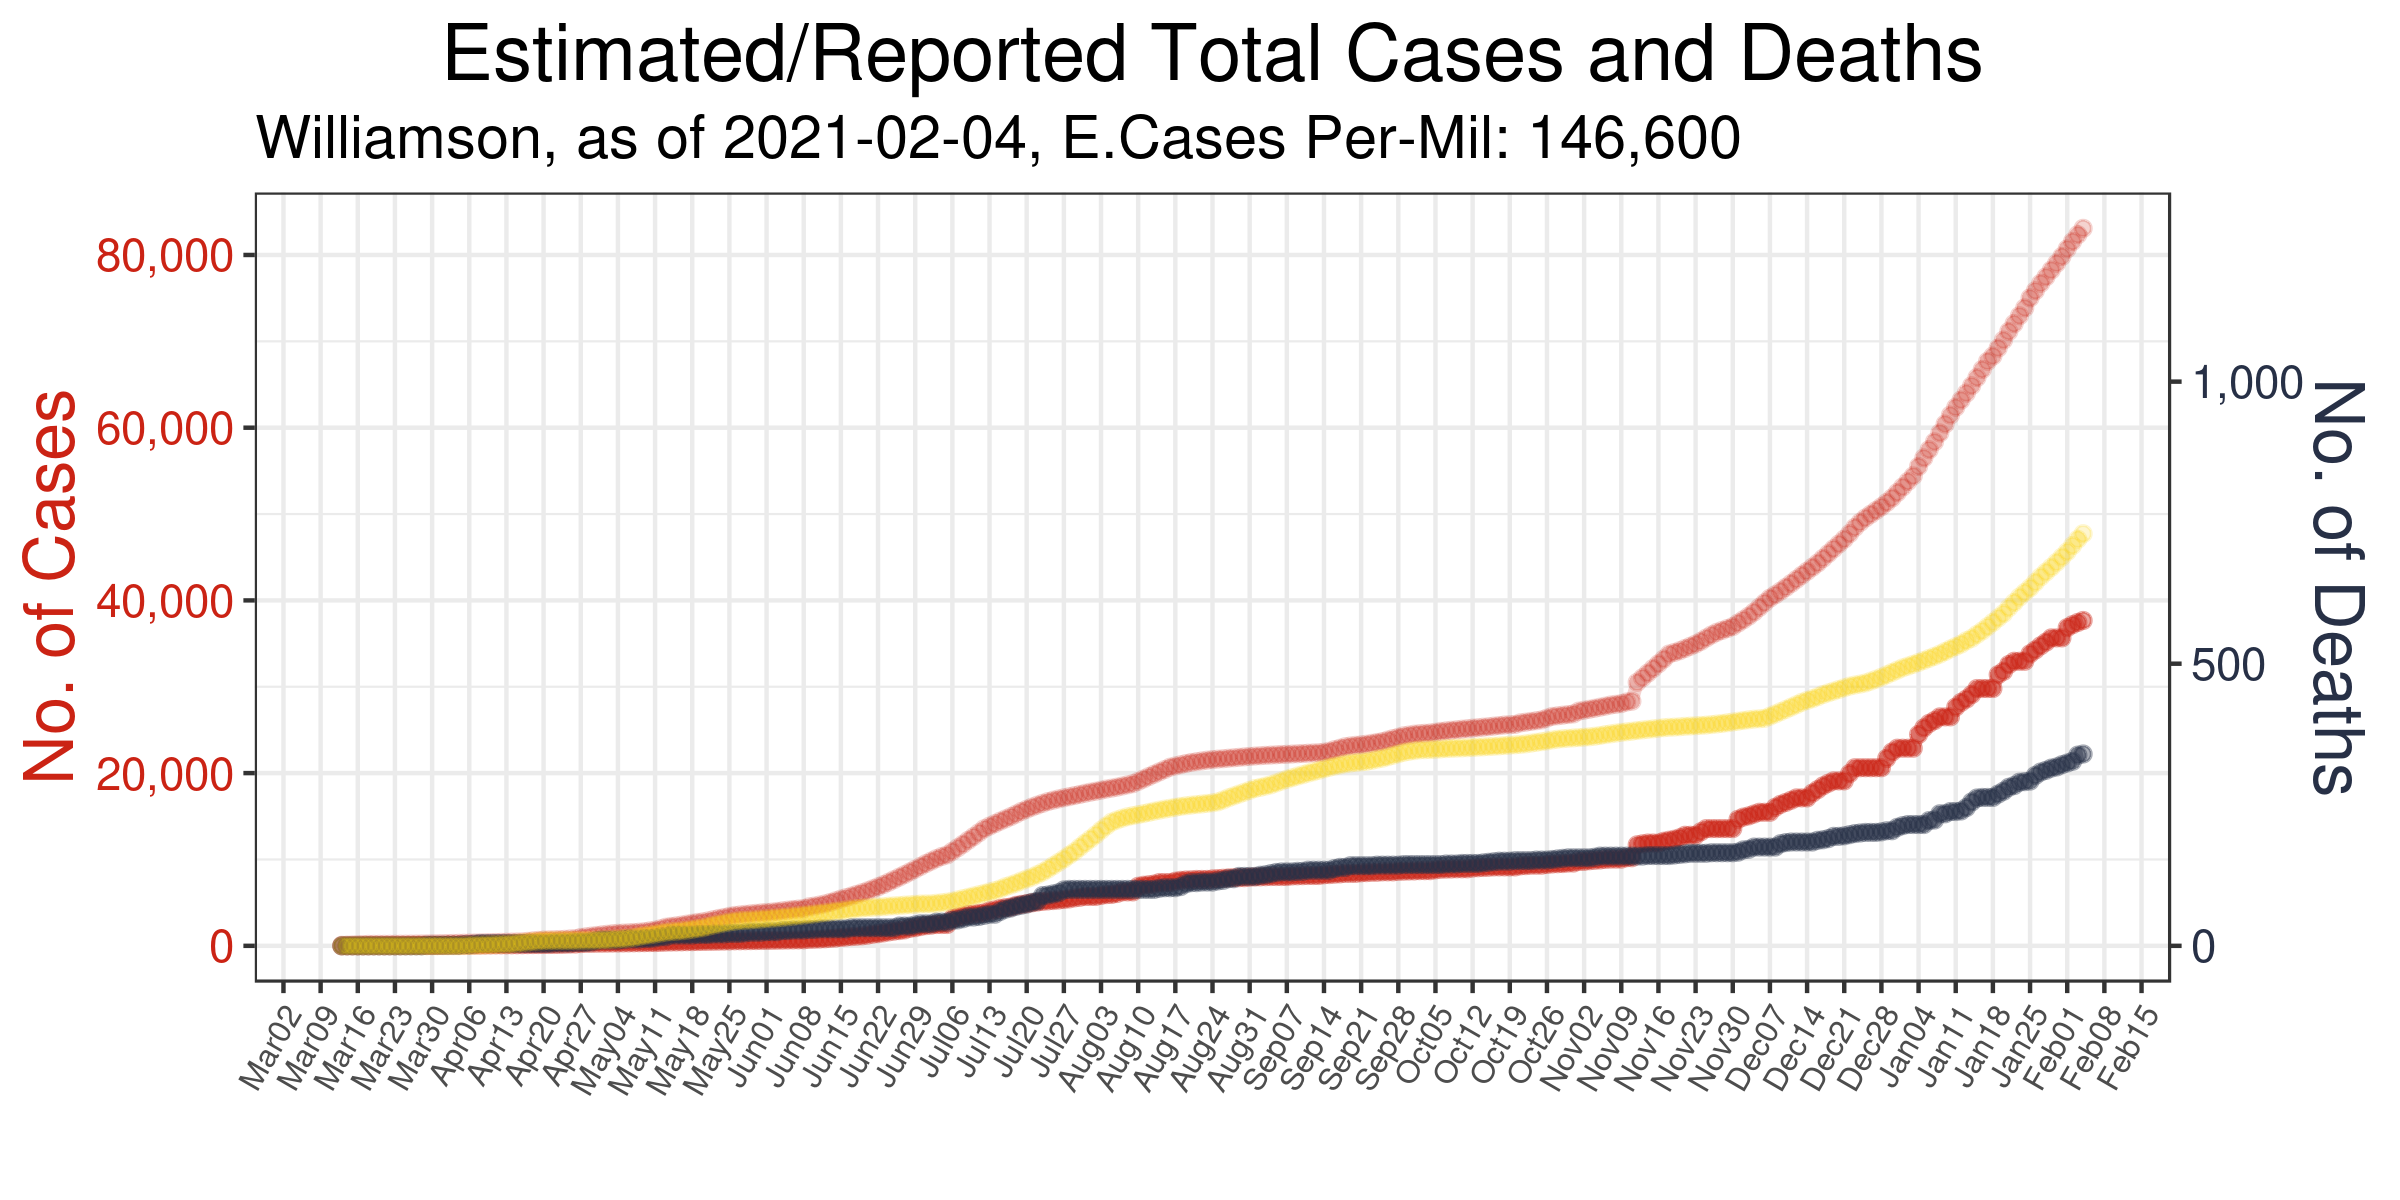 Estimated/Reported Total Cases and Deaths
Williamson, as of 2021-02-04, E.Cases Per-Mil: 146,600
No. of Cases
80,000
60,000
40,000
20,000
0
1,000
500
0
No. of Deaths
Mar02 Mar09 Mar16 Mar23 Mar30 Apr06 Apr13 Apr20 Apr27 May04 May11 May18 May25 Jun01 Jun08 Jun15 Jun22 Jun29 Jul06 Jul13 Jul20 Jul27 Aug03 Aug10 Aug17 Aug24 Aug31 Sep07 Sep14 Sep21 Sep28 Oct05 Oct12 Oct19 Oct26 Nov02 Nov09 Nov16 Nov23 Nov30 Dec07 Dec14 Dec21 Dec28 Jan04 Jan11 Jan18 Jan25 Feb01 Feb08 Feb15